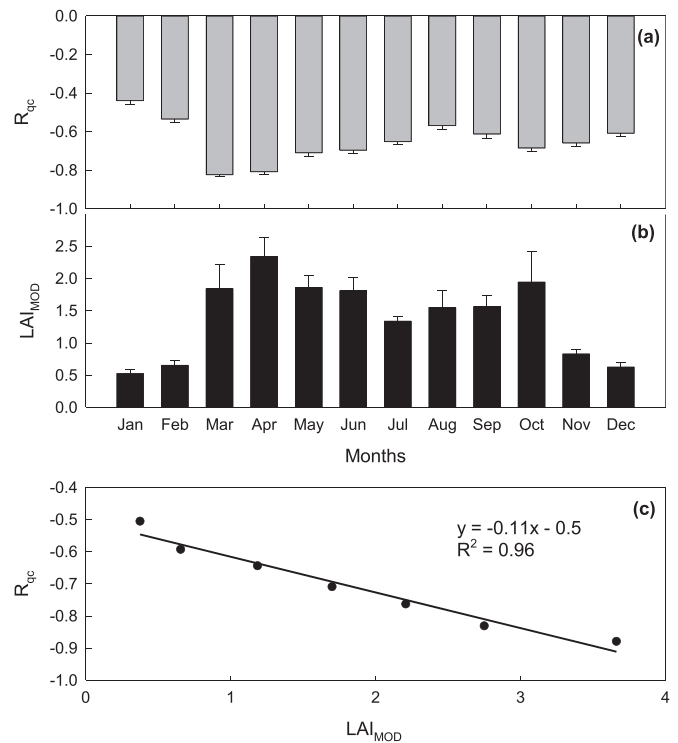 0.0
-0.2
-0.4
-0.6
-0.8
-1.0
Rqc
(a)
2.5
2.0
1.5
1.0
0.5
0.0
LAIMOD
(b)
Jan Feb Mar Apr May Jun Jul Aug Sep Oct Nov Dec
Months
-0.4
-0.5
-0.6
-0.7
-0.8
-0.9
-1.0
Rqc
(c)
y = -0.11x - 0.5
R² = 0.96
0 1 2 3 4
LAIMOD